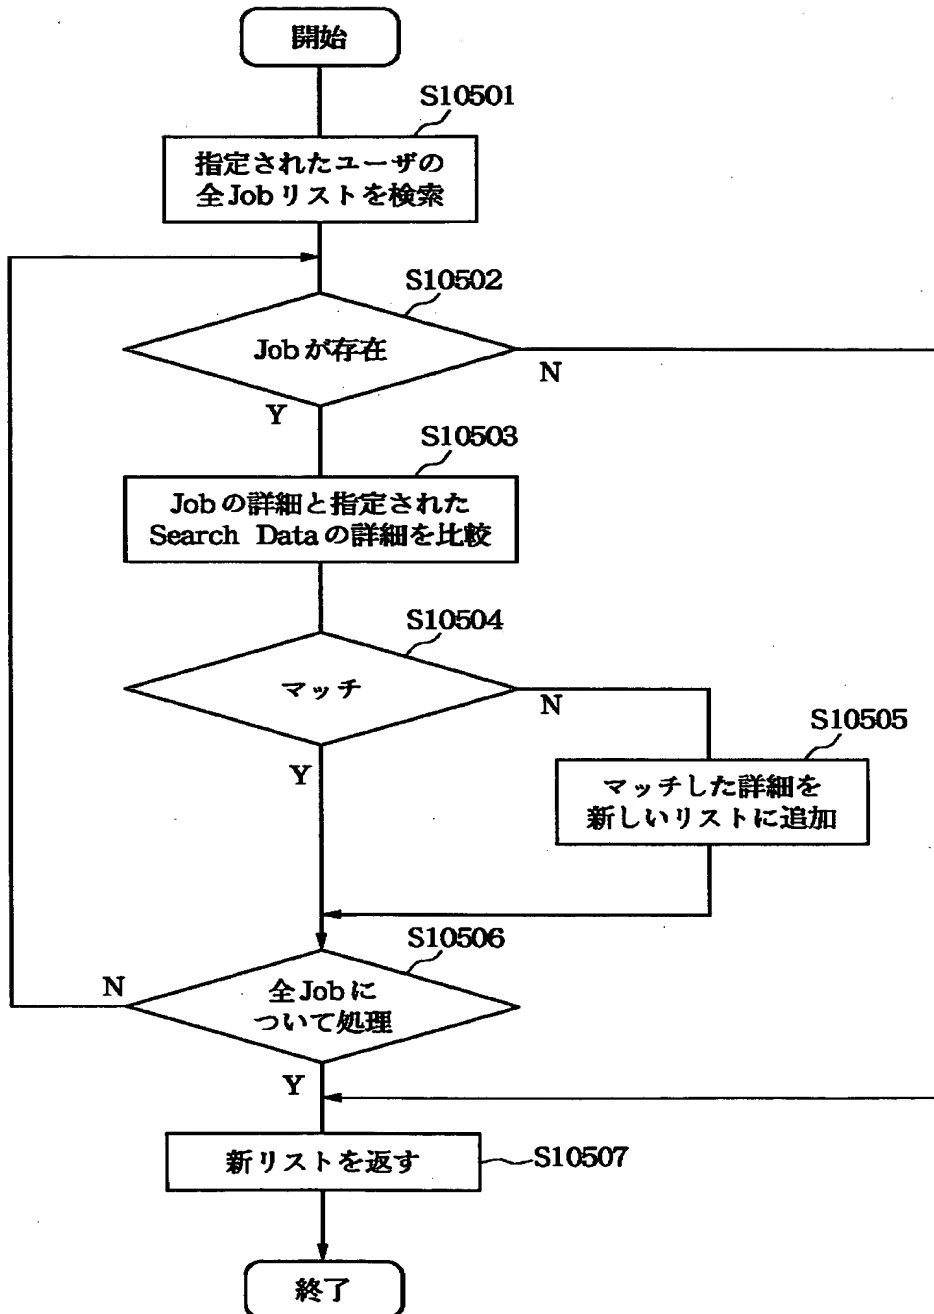 開始
S10501
指定されたユーザの
全Jobリストを検索
S10502
Jobが存在
N
Y
S10503
Jobの詳細と指定された
Search Dataの詳細を比較
S10504
マッチ
N
Y
S10505
マッチした詳細を
新しいリストに追加
S10506
全Jobに
ついて処理
N
Y
新リストを返す
S10507
終了